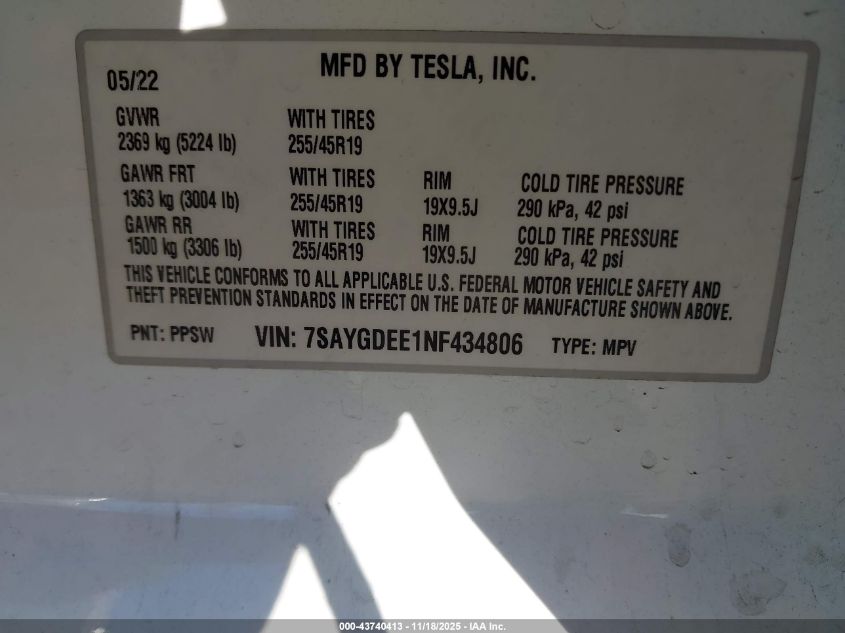 MFD BY TESLA, INC.
05/22
GVWR WITH TIRES
2369 kg (5224 lb) 255/45R19
GAWR FRT WITH TIRES RIM COLD TIRE PRESSURE
1363 kg (3004 lb) 255/45R19 19X9.5J 290 kPa, 42 psi
GAWR RR WITH TIRES RIM COLD TIRE PRESSURE
1500 kg (3306 lb) 255/45R19 19X9.5J 290 kPa, 42 psi
THIS VEHICLE CONFORMS TO ALL APPLICABLE U.S. FEDERAL MOTOR VEHICLE SAFETY AND
THEFT PREVENTION STANDARDS IN EFFECT ON THE DATE OF MANUFACTURE SHOWN ABOVE.
PNT: PPSW VIN: 7SAYGDEE1NF434806 TYPE: MPV
000-43740413 - 11/18/2025 - IAA Inc.